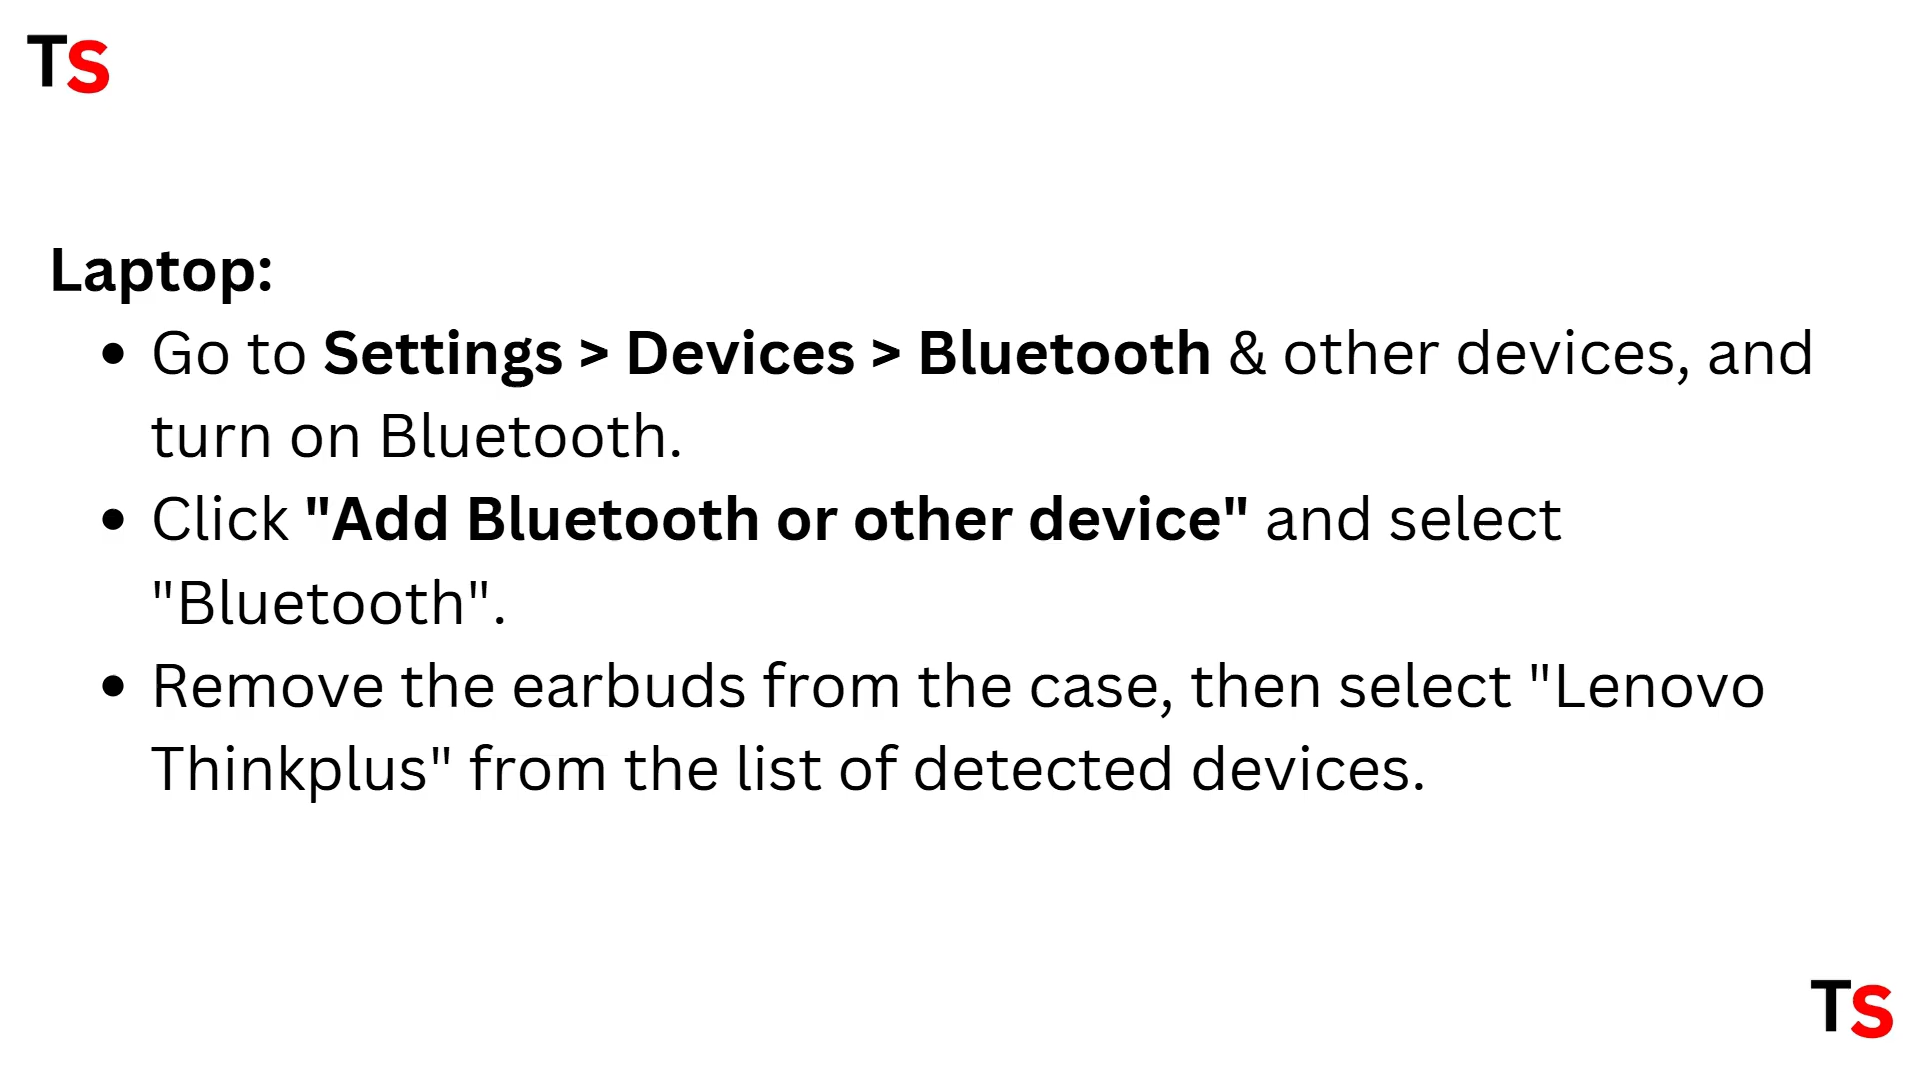 TS
Laptop:
• Go to Settings > Devices > Bluetooth & other devices, and
turn on Bluetooth.
• Click "Add Bluetooth or other device" and select
"Bluetooth".
• Remove the earbuds from the case, then select "Lenovo
Thinkplus" from the list of detected devices.
TS